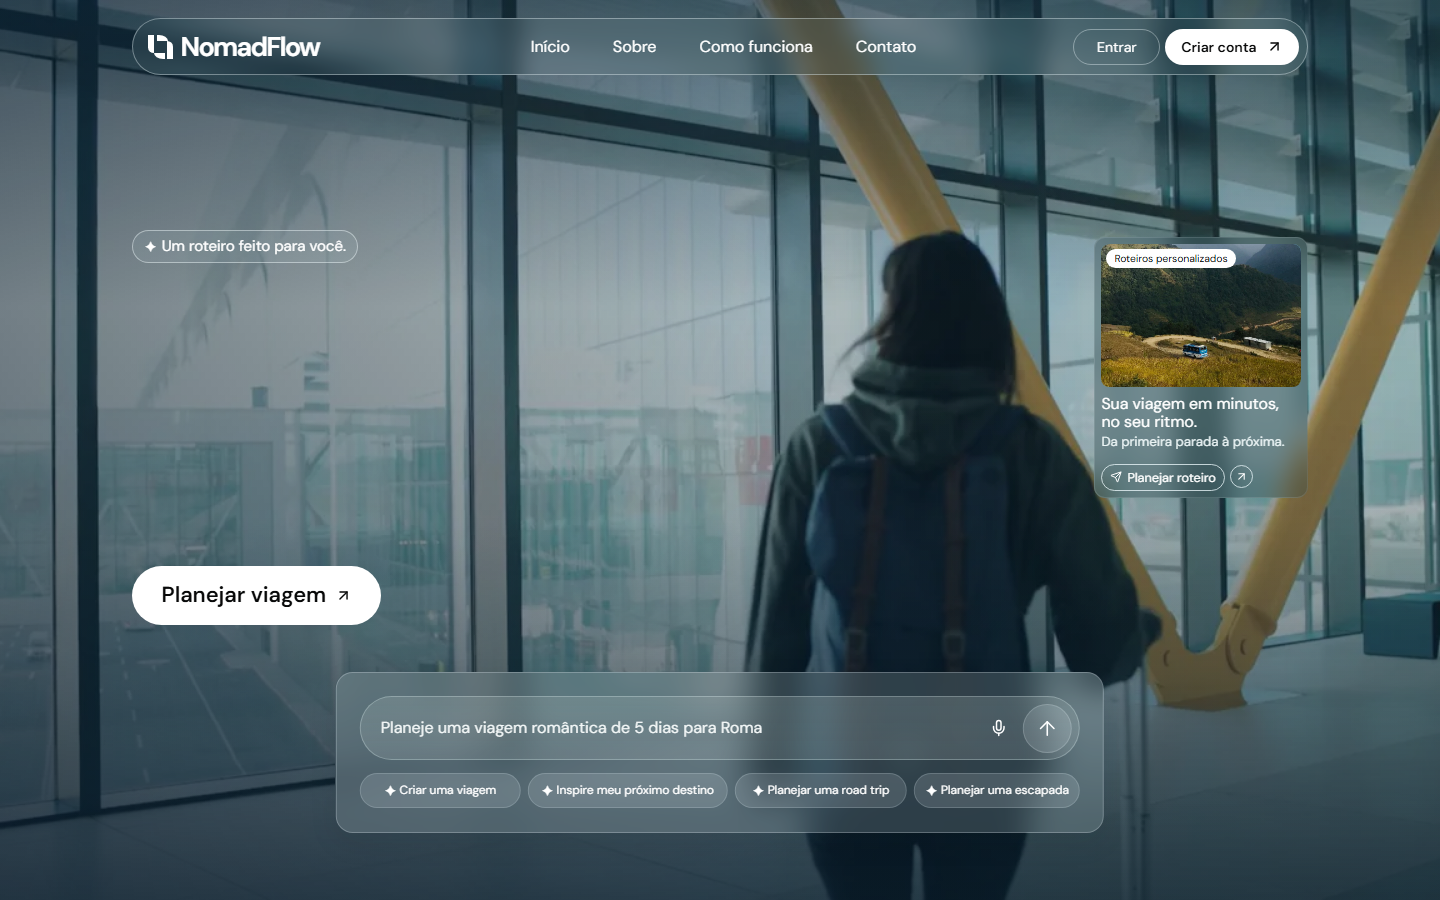 NomadFlow
Início
Sobre
Como funciona
Contato
Entrar
Criar conta
Um roteiro feito para você.
Roteiros personalizados
Sua viagem em minutos,
no seu ritmo.
Da primeira parada à próxima.
Planejar roteiro
Planejar viagem
Planeje uma viagem romântica de 5 dias para Roma
Criar uma viagem
Inspire meu próximo destino
Planejar uma road trip
Planejar uma escapada